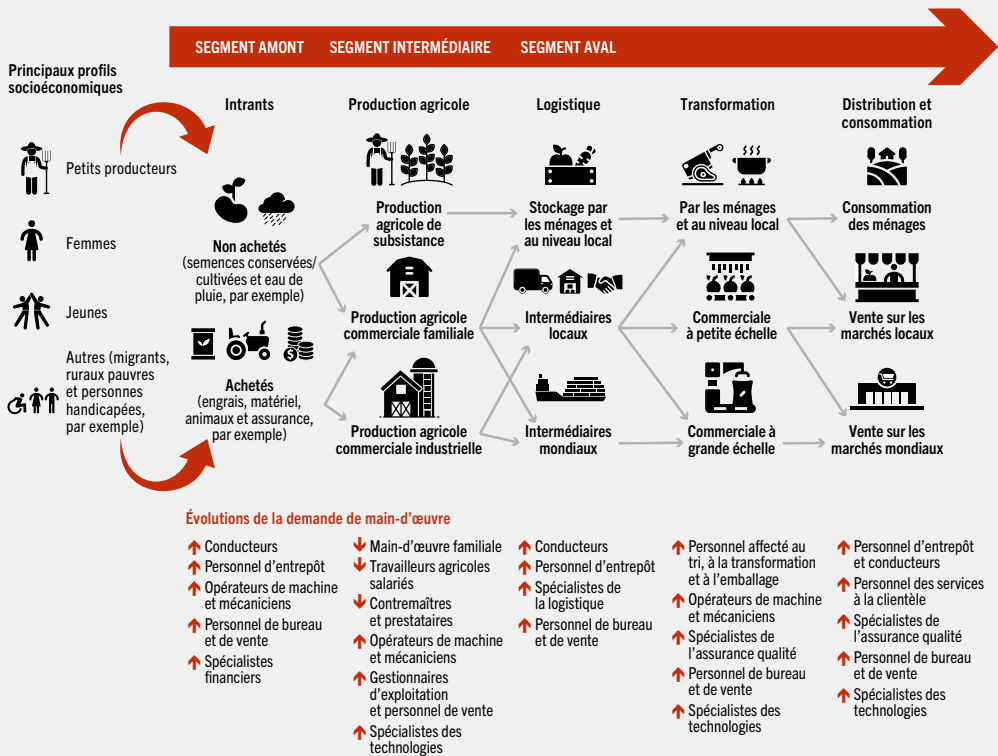 SEGMENT AMONT
SEGMENT INTERMÉDIAIRE
SEGMENT AVAL
Principaux profils
socioéconomiques
Petits producteurs
Femmes
Jeunes
Autres (migrants,
ruraux pauvres
et personnes
handicapées,
par exemple)
Intrants
Non achetés
(semences conservées/
cultivées et eau de
pluie, par exemple)
Achetés
(engrais, matériel,
animaux et assurance,
par exemple)
Production agricole
Production
agricole de
subsistance
Production agricole
commerciale familiale
Production agricole
commerciale industrielle
Logistique
Stockage par
les ménages et
au niveau local
Intermédiaires
locaux
Intermédiaires
mondiaux
Transformation
Par les ménages
et au niveau local
Commerciale
à petite échelle
Commerciale à
grande échelle
Distribution et
consommation
Consommation
des ménages
Vente sur les
marchés locaux
Vente sur les
marchés mondiaux
Évolutions de la demande de main-d'œuvre
Conducteurs
Personnel d'entrepôt
Opérateurs de machine
et mécaniciens
Personnel de bureau
et de vente
Spécialistes
financiers
Main-d'œuvre familiale
Travailleurs agricoles
salariés
Contremaîtres
et prestataires
Opérateurs de machine
et mécaniciens
Gestionnaires
d'exploitation
et personnel de vente
Spécialistes des
technologies
Conducteurs
Personnel d'entrepôt
Spécialistes de
la logistique
Personnel de bureau
et de vente
Personnel affecté au
tri, à la transformation
et à l'emballage
Opérateurs de machine
et mécaniciens
Spécialistes de
l'assurance qualité
Personnel de bureau
et de vente
Spécialistes des
technologies
Personnel d'entrepôt
et conducteurs
Personnel des services
à la clientèle
Spécialistes de
l'assurance qualité
Personnel de bureau
et de vente
Spécialistes des
technologies